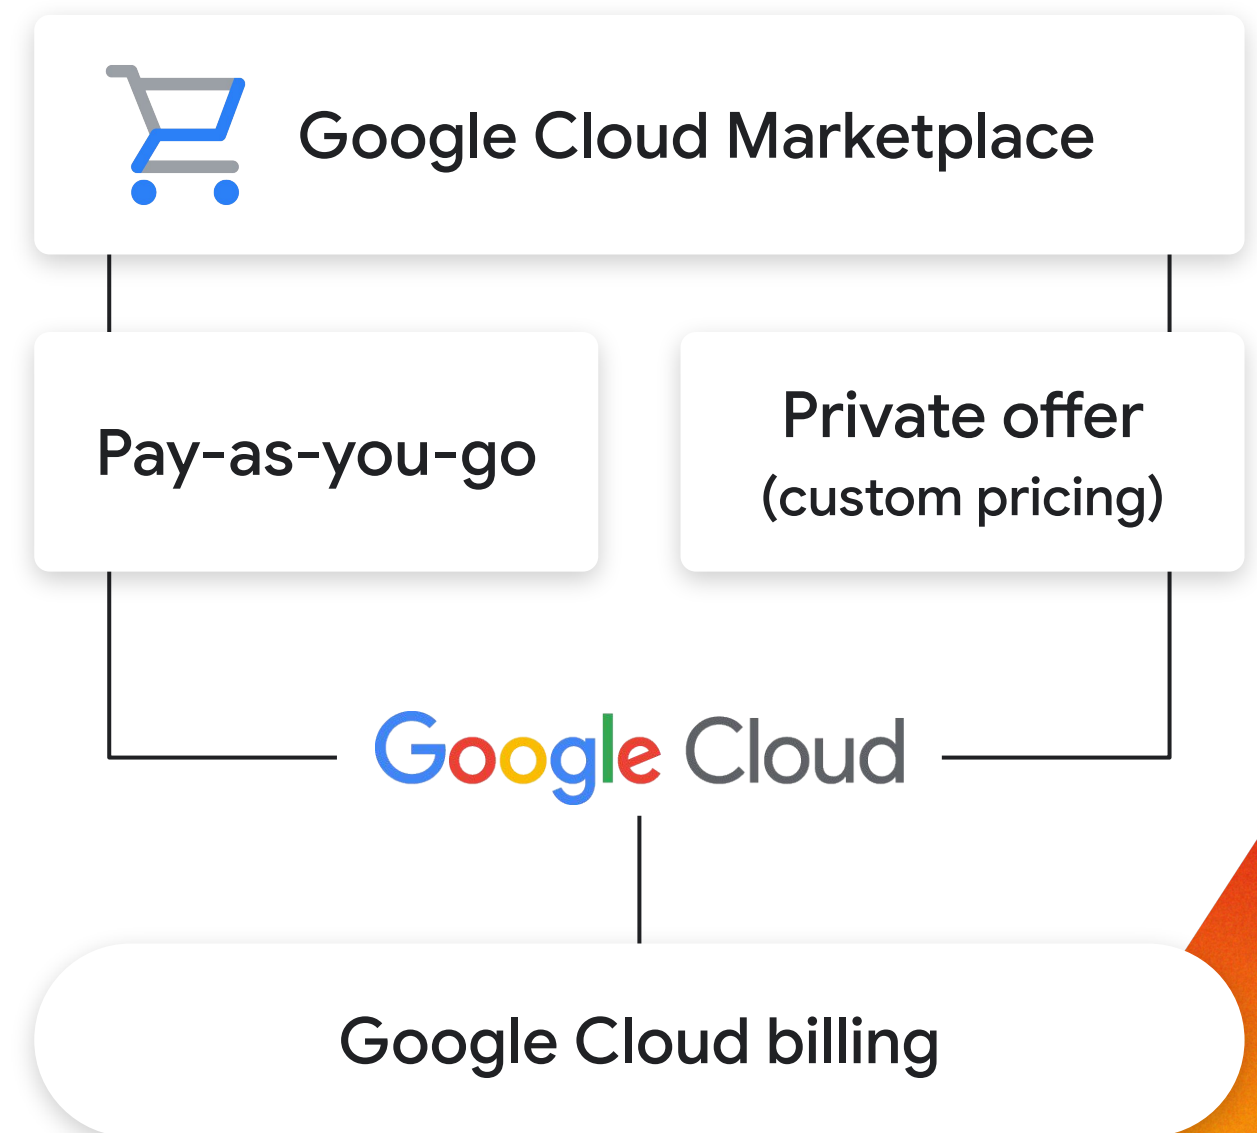 Google Cloud Marketplace
Pay-as-you-go
Private offer
(custom pricing)
Google Cloud
Google Cloud billing